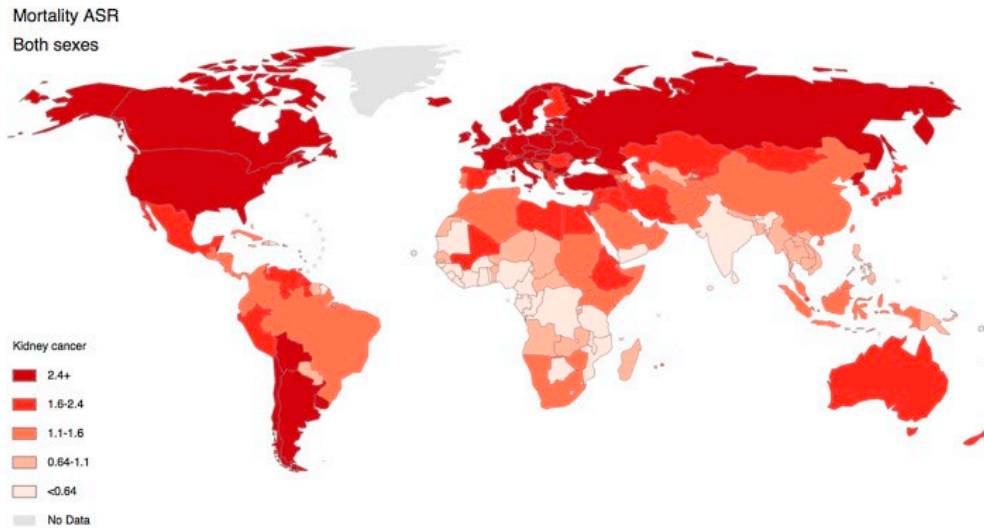 Mortality ASR
Both sexes
Kidney cancer
2.4+
1.6-2.4
1.1-1.6
0.64-1.1
<0.64
No Data